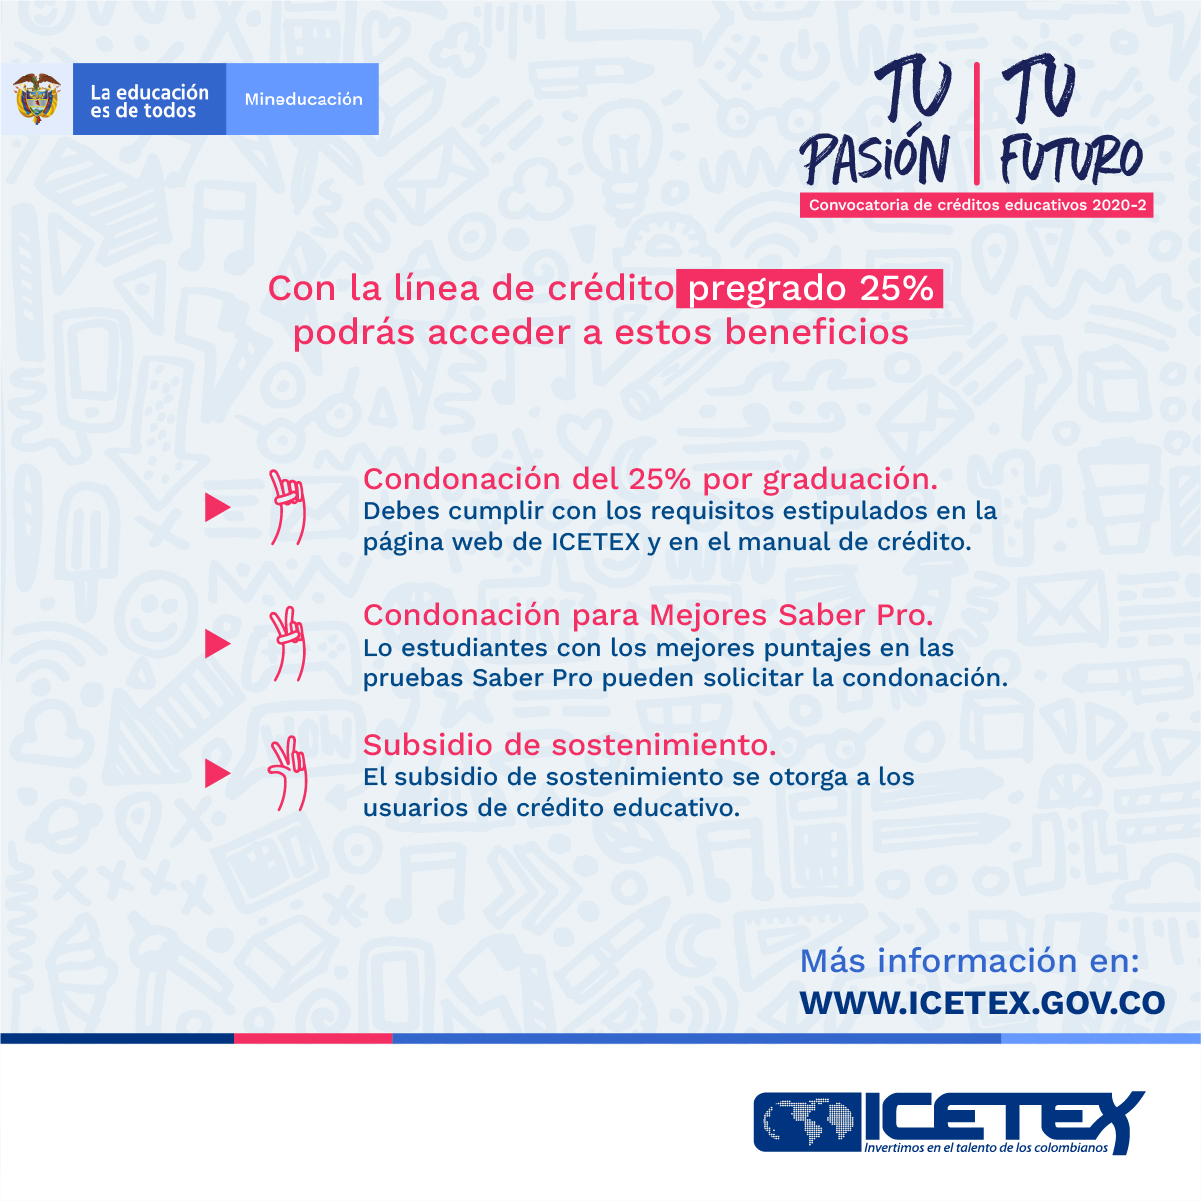 La educación
es de todos
Mineducación
TU
PASIÓN
TU
FUTURO
Convocatoria de créditos educativos 2020-2
Con la línea de crédito pregrado 25%
podrás acceder a estos beneficios
Condonación del 25% por graduación.
Debes cumplir con los requisitos estipulados en la
página web de ICETEX y en el manual de crédito.
Condonación para Mejores Saber Pro.
Lo estudiantes con los mejores puntajes en las
pruebas Saber Pro pueden solicitar la condonación.
Subsidio de sostenimiento.
El subsidio de sostenimiento se otorga a los
usuarios de crédito educativo.
Más información en:
WWW.ICETEX.GOV.CO
ICETEX
Invertimos en el talento de los colombianos